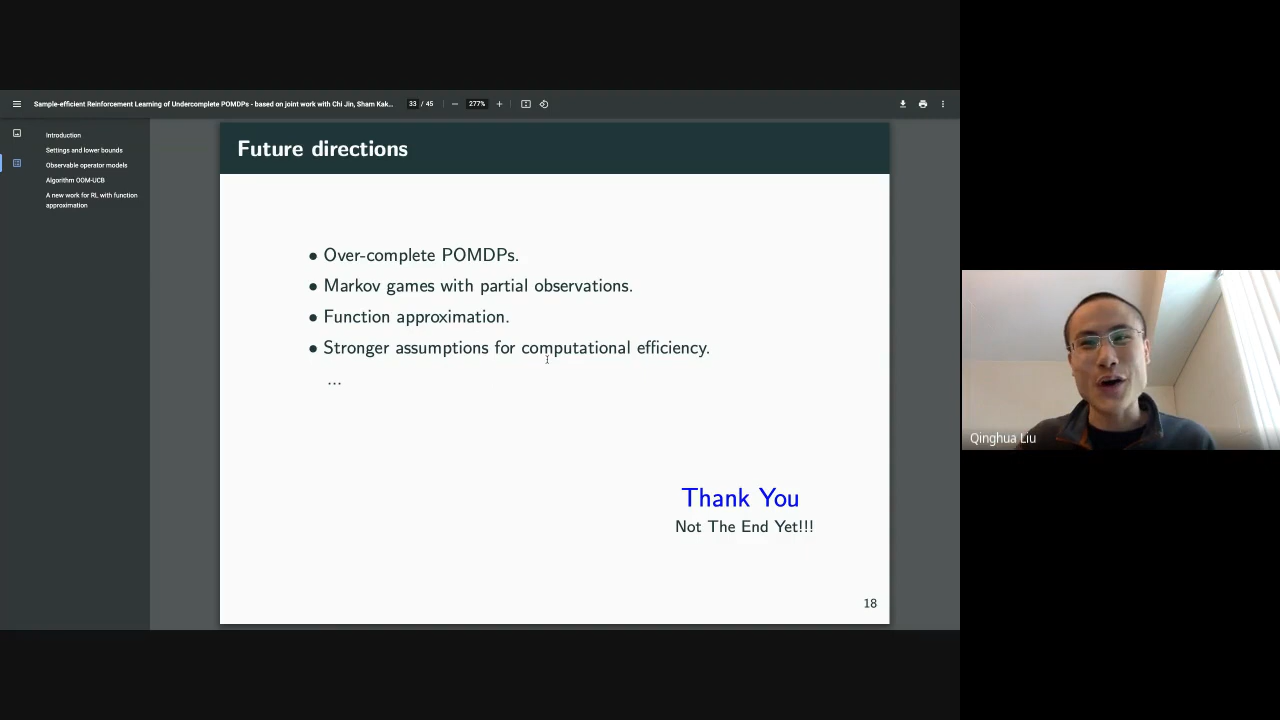 Sample-efficient Reinforcement Learning of Undercomplete POMDPs - based on joint work with Chi Jin, Sham Kak...
33 / 45
277%
Introduction
Settings and lower bounds
Observable operator models
Algorithm OOM-UCB
A new work for RL with function
approximation
Future directions
• Over-complete POMDPs.
• Markov games with partial observations.
• Function approximation.
• Stronger assumptions for computational efficiency.
...
Thank You
Not The End Yet!!!
18
Qinghua Liu